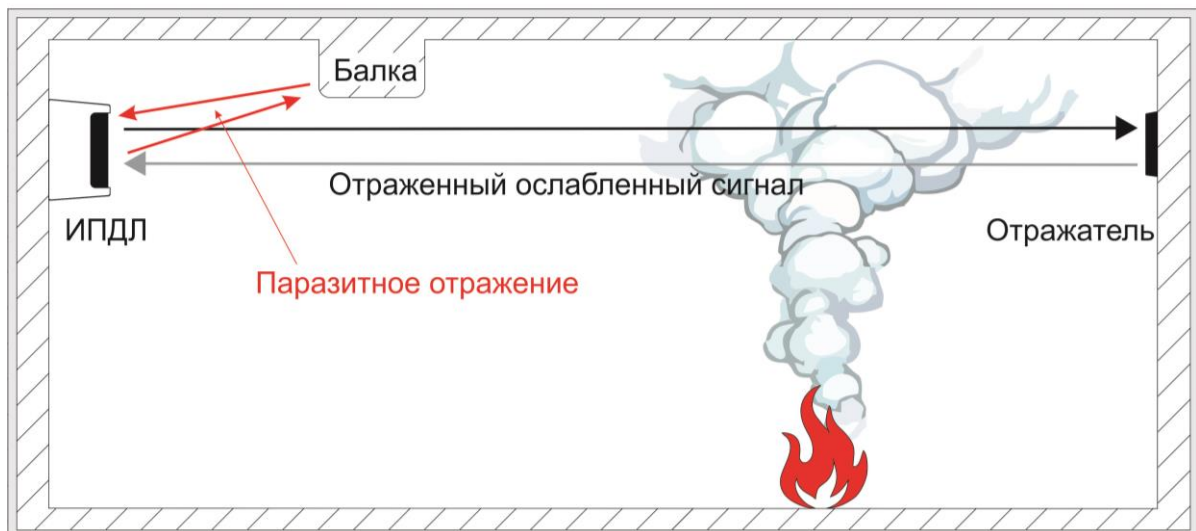 Балка
Отраженный ослабленный сигнал
ИПДЛ
Отражатель
Паразитное отражение